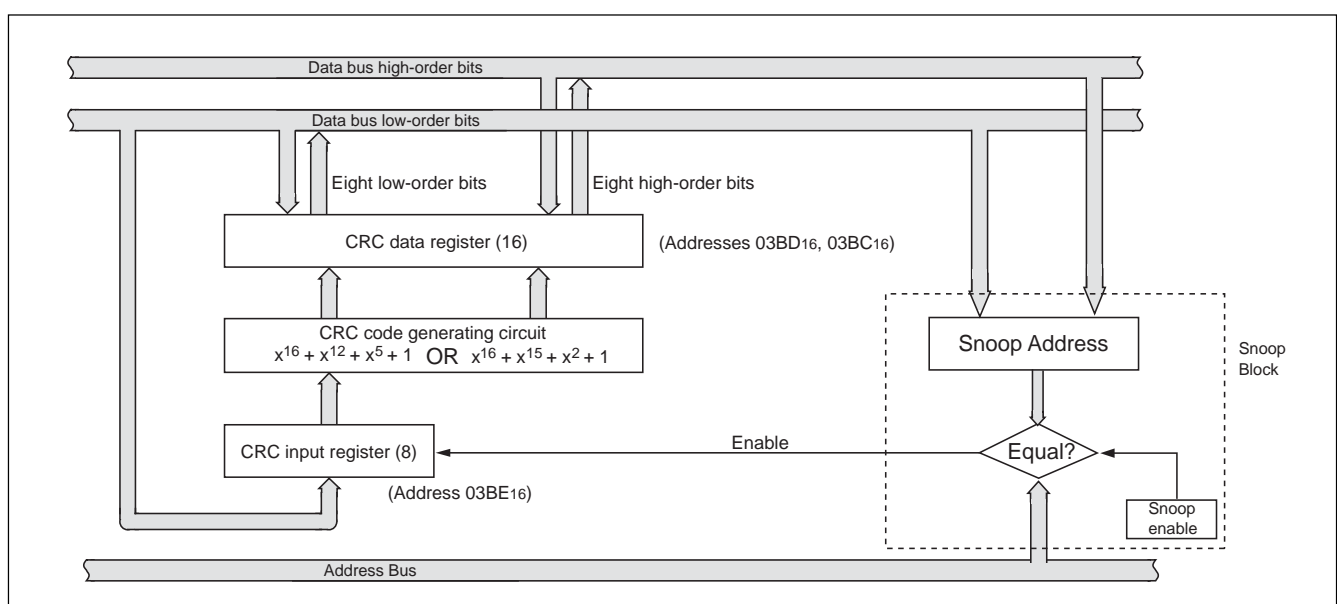 Data bus high-order bits
Data bus low-order bits
Eight low-order bits
Eight high-order bits
CRC data register (16)
(Addresses 03BD16, 03BC16)
CRC code generating circuit
x16 + x12 + x5 + 1 OR x16 + x15 + x2 + 1
Snoop Address
Snoop
Block
CRC input register (8)
Enable
Equal?
(Address 03BE16)
Snoop
enable
Address Bus